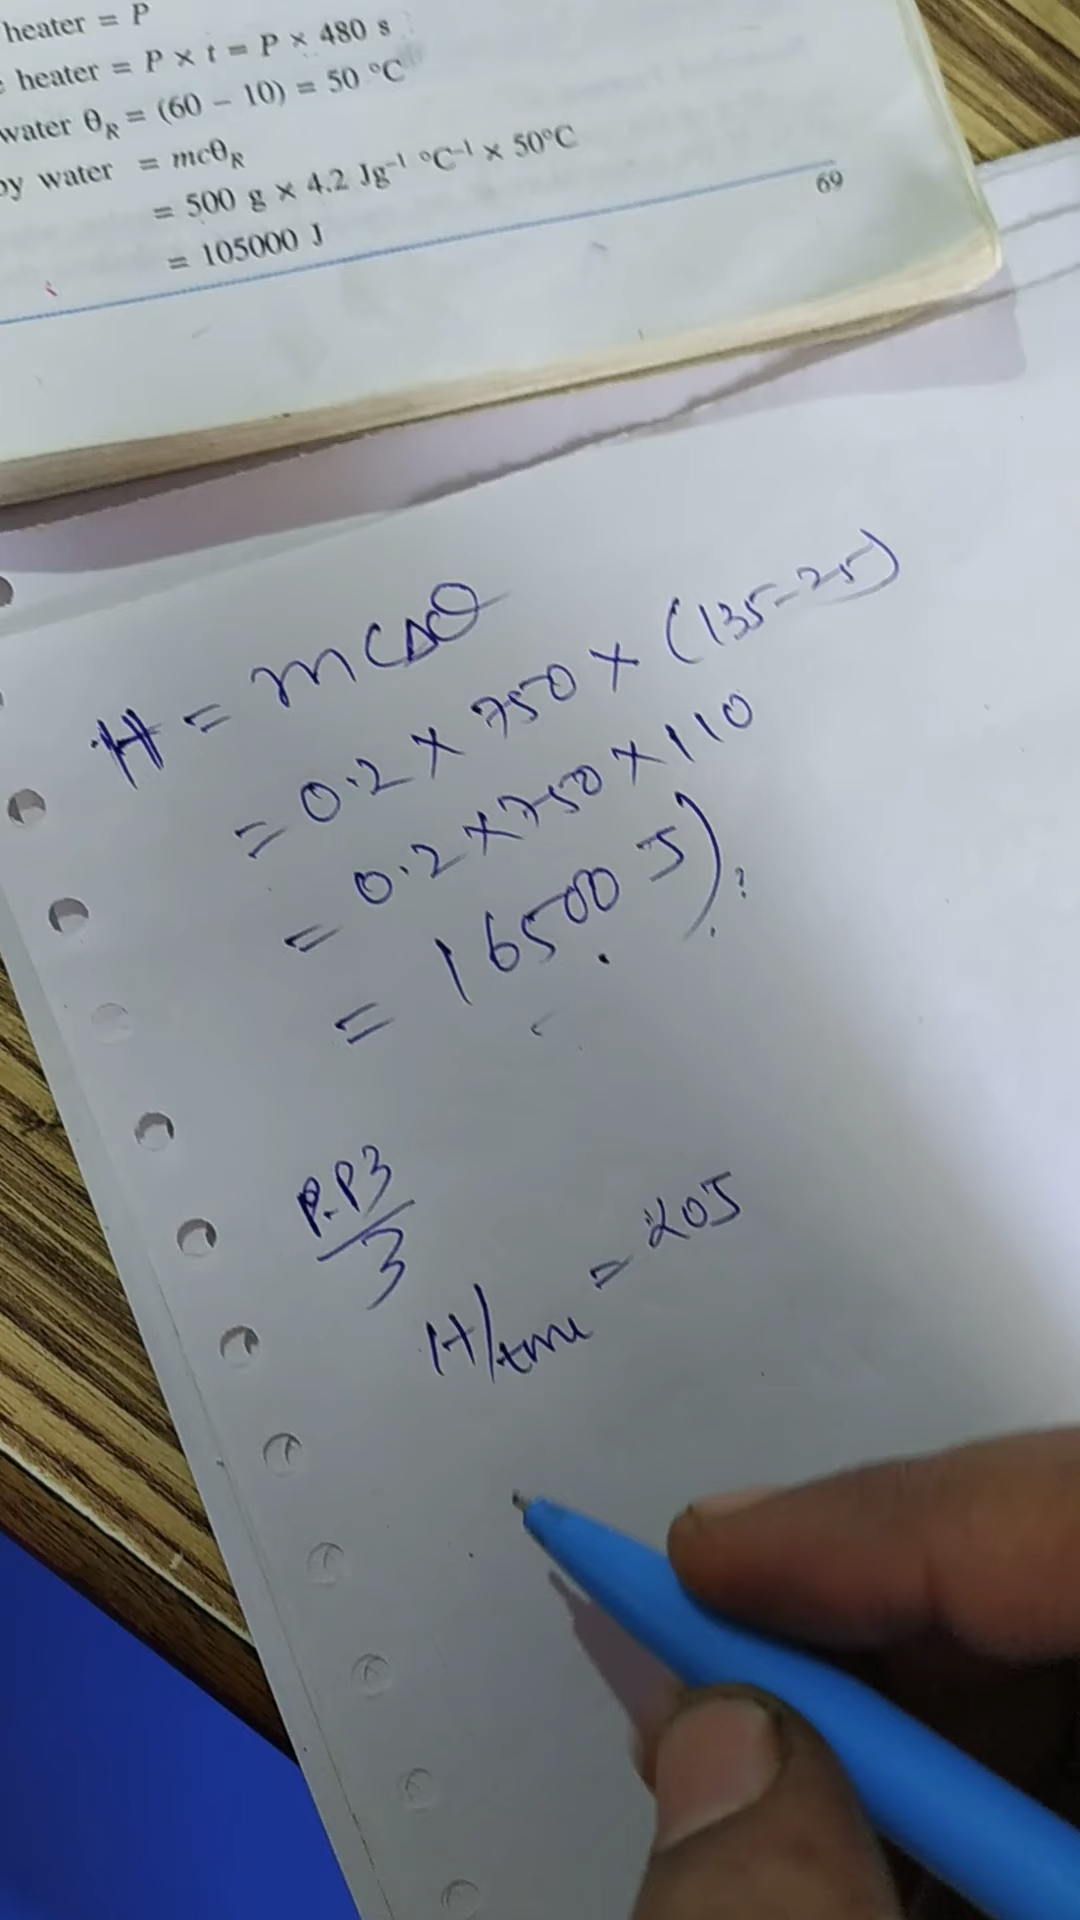 heater = P
heater = P × t = P × 480 s
water θR = (60 – 10) = 50 °C
by water = mcθR
= 500 g × 4.2 Jg⁻¹ °C⁻¹ × 50°C
= 105000 J
69
H = mcΔθ
= 0.2 × 750 × (135-25)
= 0.2 × 750 × 110
= 16500 J)
P.P3
3
H/time = 20J